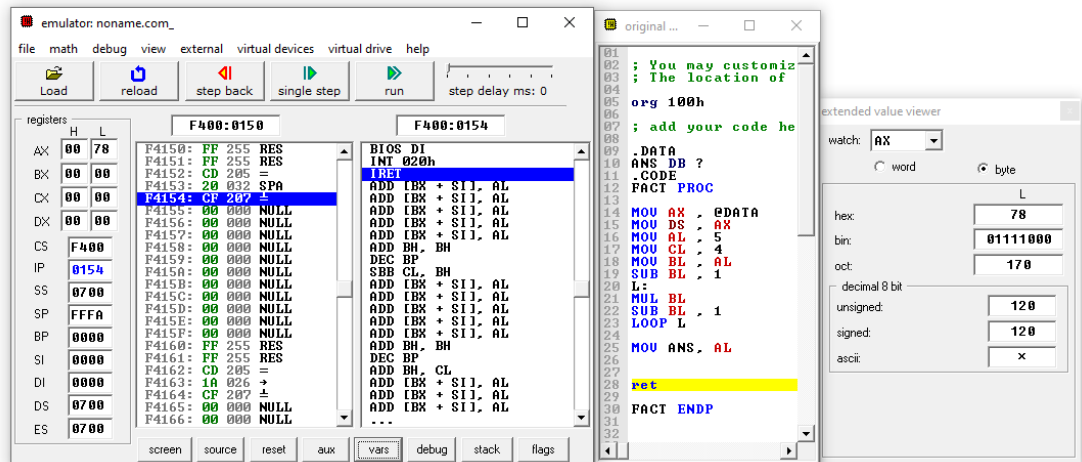 emulator: noname.com_
file math debug view external virtual devices virtual drive help
Load reload step back single step run step delay ms: 0
registers
H L
AX 00 78
BX 00 00
CX 00 00
DX 00 00
CS F400
IP 0154
SS 0700
SP FFFA
BP 0000
SI 0000
DI 0000
DS 0700
ES 0700
F400:0150
F4150: FF 255 RES
F4151: FF 255 RES
F4152: CD 205 =
F4153: 20 032 SPA
F4154: CF 207 ╧
F4155: 00 000 NULL
F4156: 00 000 NULL
F4157: 00 000 NULL
F4158: 00 000 NULL
F4159: 00 000 NULL
F415A: 00 000 NULL
F415B: 00 000 NULL
F415C: 00 000 NULL
F415D: 00 000 NULL
F415E: 00 000 NULL
F415F: 00 000 NULL
F4160: FF 255 RES
F4161: FF 255 RES
F4162: CD 205 =
F4163: 1A 026 →
F4164: CF 207 ╧
F4165: 00 000 NULL
F4166: 00 000 NULL
F400:0154
BIOS DI
INT 020h
IRET
ADD [BX + SI], AL
ADD [BX + SI], AL
ADD [BX + SI], AL
ADD [BX + SI], AL
ADD [BX + SI], AL
ADD BH, BH
DEC BP
SBB CL, BH
ADD [BX + SI], AL
ADD [BX + SI], AL
ADD [BX + SI], AL
ADD [BX + SI], AL
ADD [BX + SI], AL
ADD BH, BH
DEC BP
ADD BH, CL
ADD [BX + SI], AL
ADD [BX + SI], AL
ADD [BX + SI], AL
...
screen source reset aux vars debug stack flags
original ...
01
02 ; You may customiz
03 ; The location of
04
05 org 100h
06
07 ; add your code he
08
09 .DATA
10 ANS DB ?
11 .CODE
12 FACT PROC
13
14 MOV AX , @DATA
15 MOV DS , AX
16 MOV AL , 5
17 MOV CL , 4
18 MOV BL , AL
19 SUB BL , 1
20 L:
21 MUL BL
22 SUB BL , 1
23 LOOP L
24
25 MOV ANS, AL
26
27
28 ret
29
30 FACT ENDP
31
32
extended value viewer
watch: AX
word byte
L
hex: 78
bin: 01111000
oct: 170
decimal 8 bit
unsigned: 120
signed: 120
ascii: x